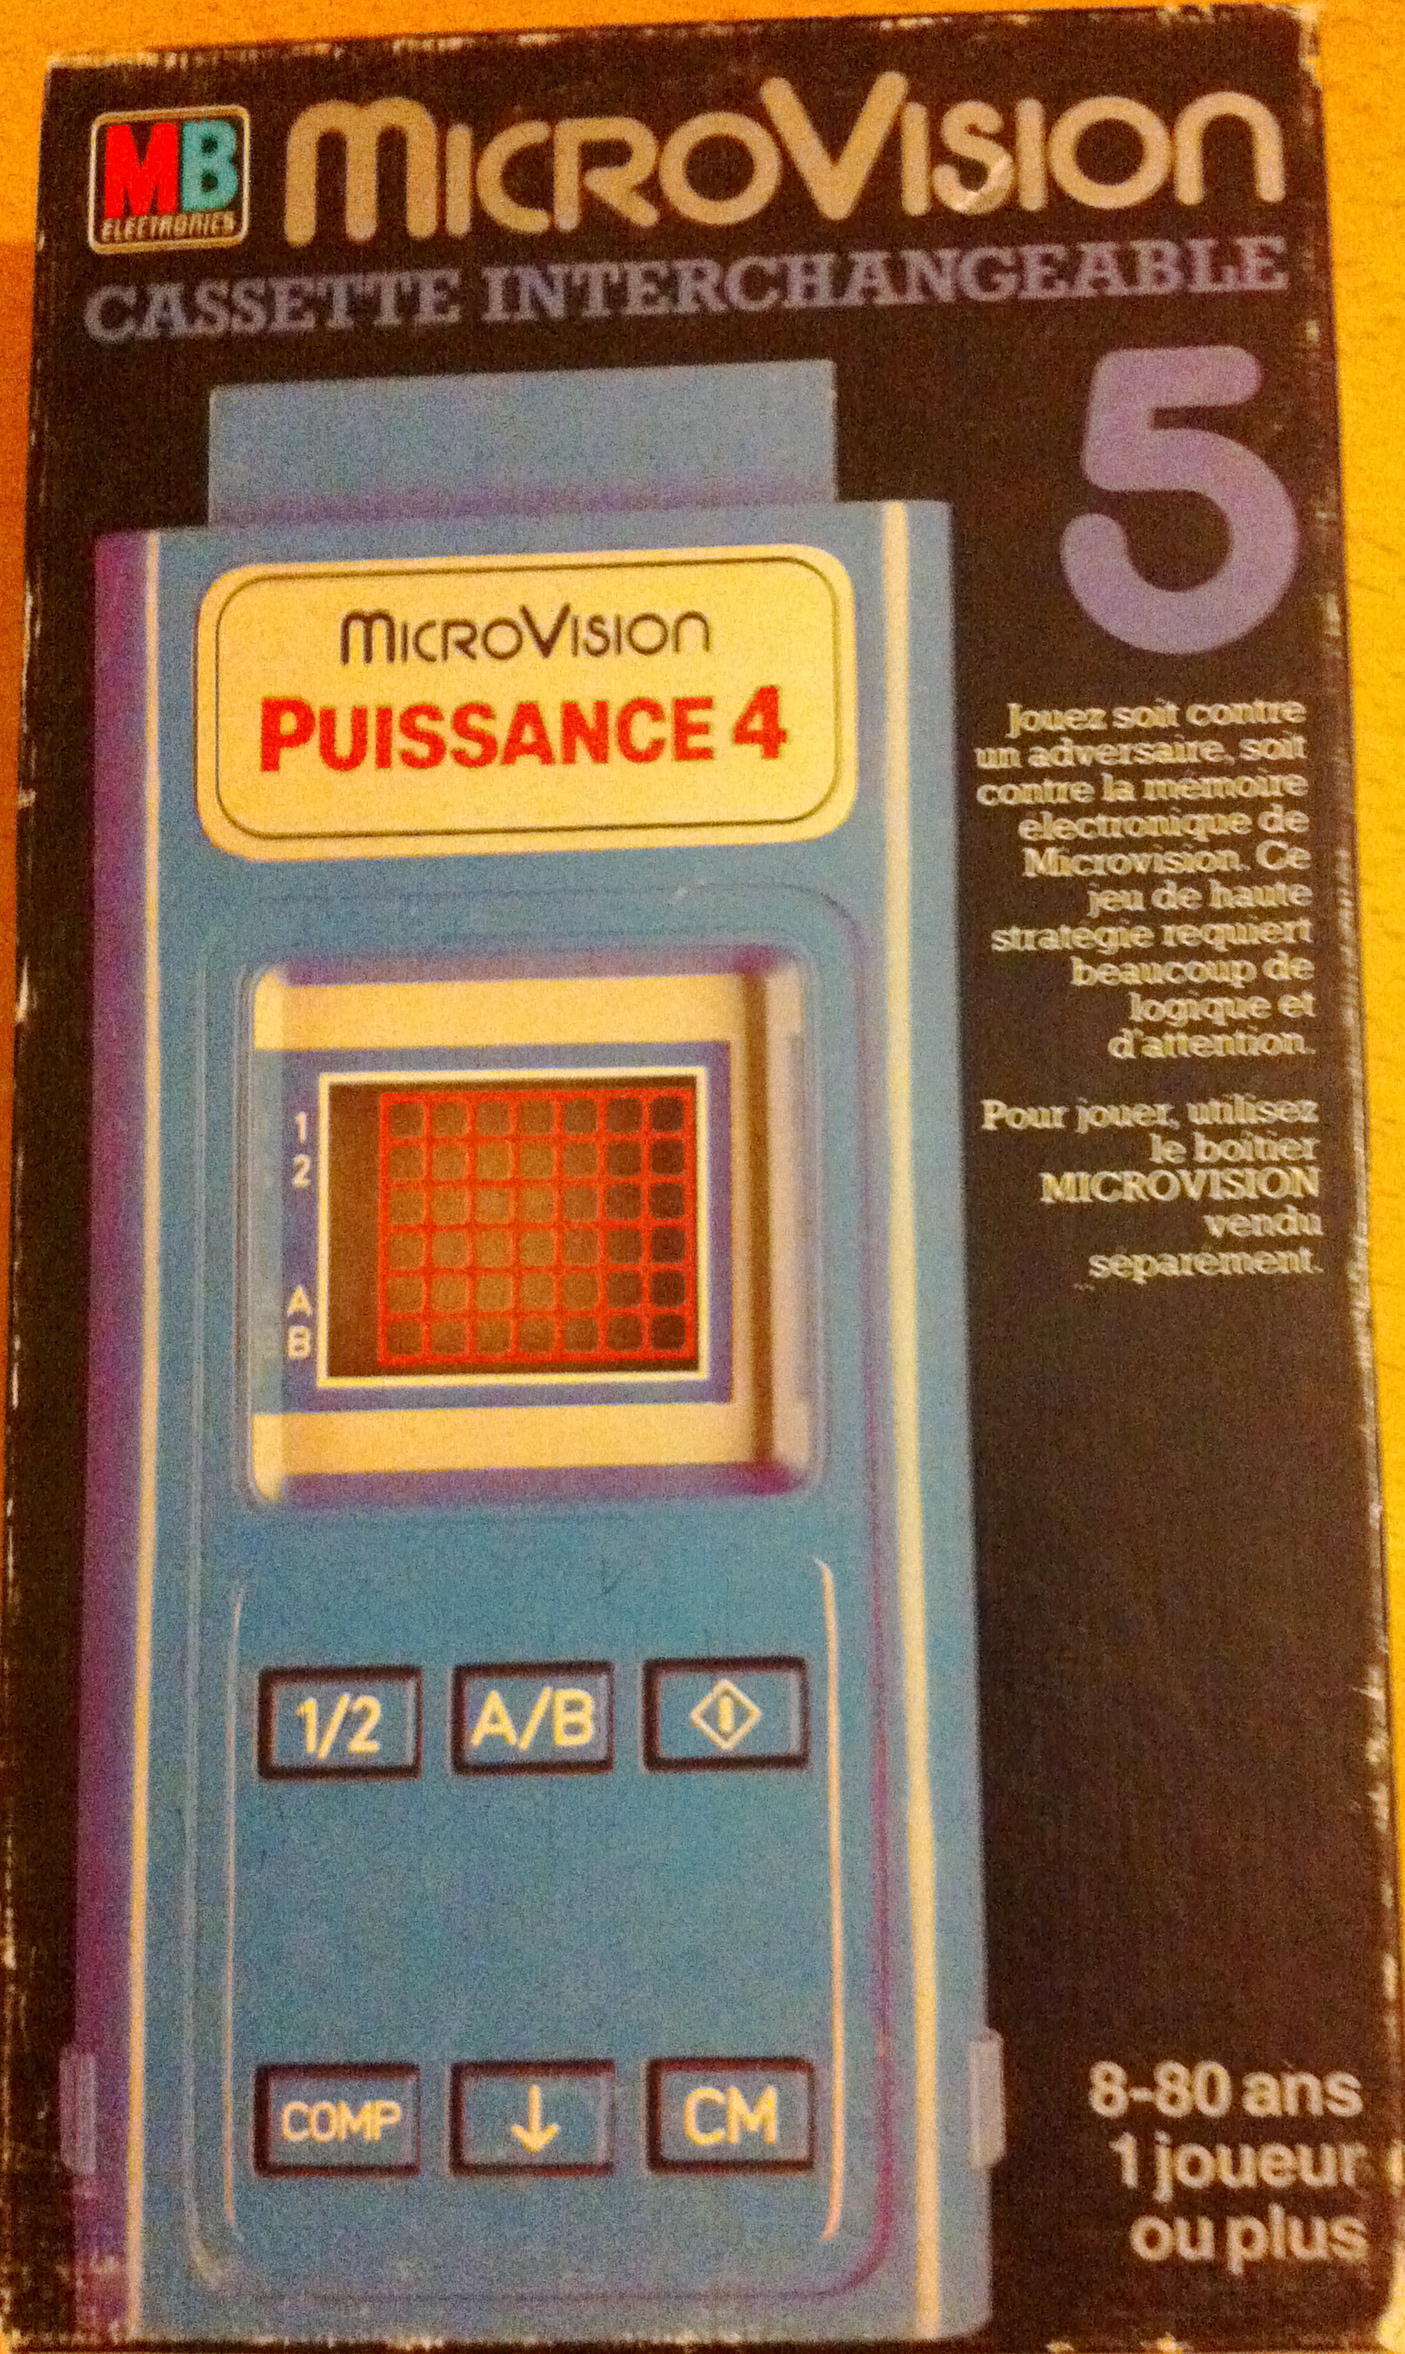 MB
ELECTRONICS
MICROVISION
CASSETTE INTERCHANGEABLE
5
MICROVISION
PUISSANCE 4
Jouez soit contre
un adversaire, soit
contre la mémoire
electronique de
Microvision. Ce
jeu de haute
strategie requiert
beaucoup de
logique et
d'attention.
Pour jouer, utilisez
le boîtier
MICROVISION
vendu
separement.
1
2
A
B
1/2
A/B
COMP
↓
CM
8-80 ans
1 joueur
ou plus